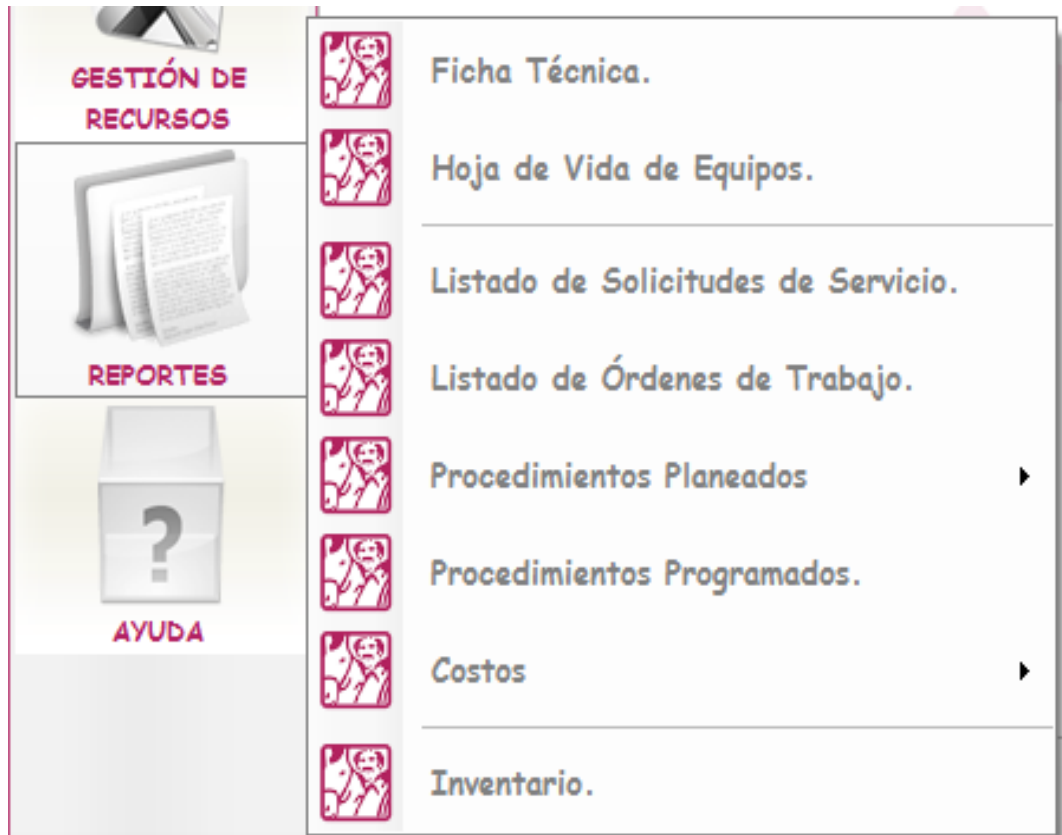 GESTIÓN DE
RECURSOS
REPORTES
?
AYUDA
Ficha Técnica.
Hoja de Vida de Equipos.
Listado de Solicitudes de Servicio.
Listado de Órdenes de Trabajo.
Procedimientos Planeados
Procedimientos Programados.
Costos
Inventario.